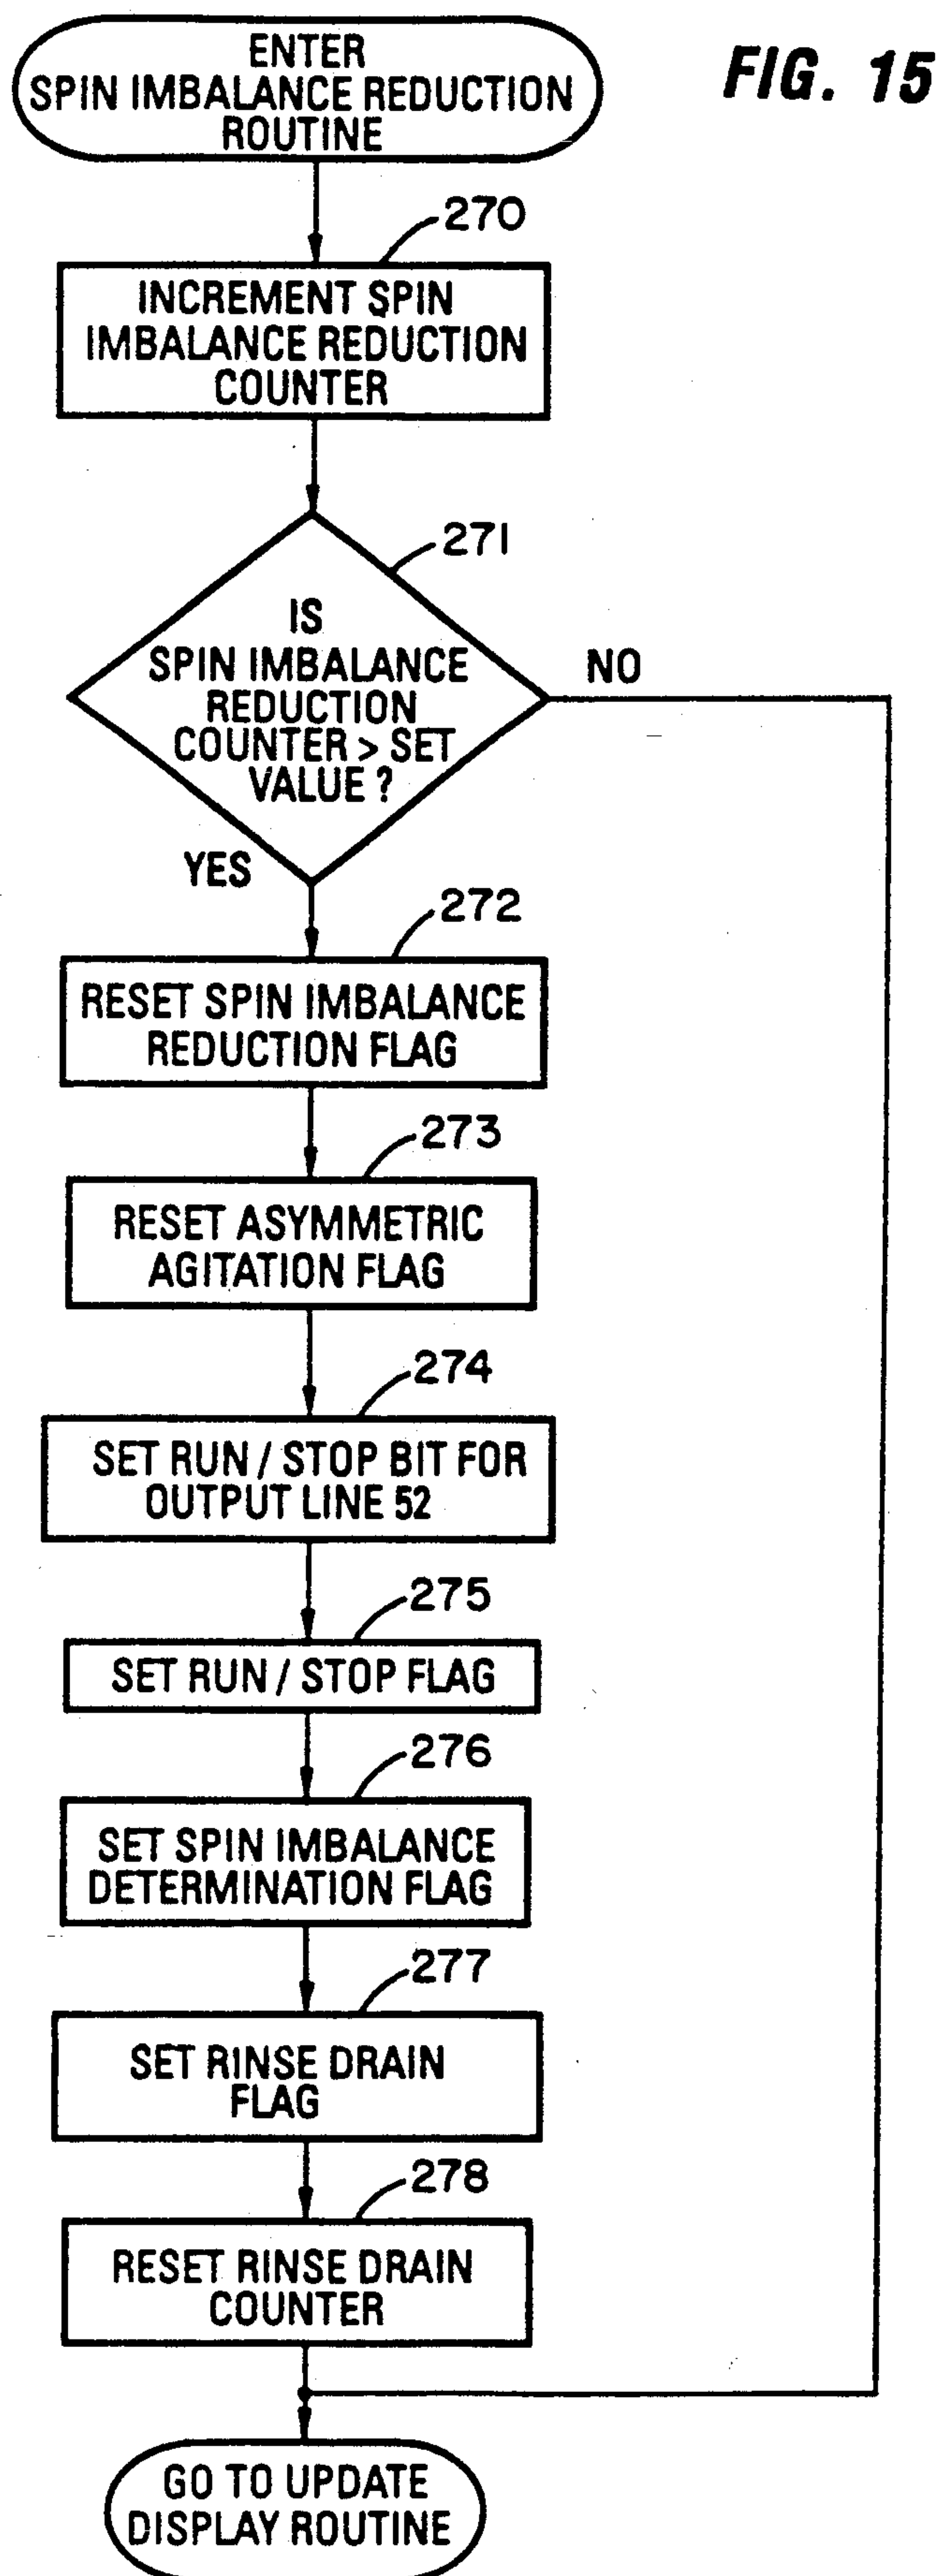 ENTER
SPIN IMBALANCE REDUCTION
ROUTINE
FIG. 15
270
INCREMENT SPIN
IMBALANCE REDUCTION
COUNTER
271
IS
SPIN IMBALANCE
REDUCTION
COUNTER > SET
VALUE ?
NO
YES
272
RESET SPIN IMBALANCE
REDUCTION FLAG
273
RESET ASYMMETRIC
AGITATION FLAG
274
SET RUN / STOP BIT FOR
OUTPUT LINE 52
275
SET RUN / STOP FLAG
276
SET SPIN IMBALANCE
DETERMINATION FLAG
277
SET RINSE DRAIN
FLAG
278
RESET RINSE DRAIN
COUNTER
GO TO UPDATE
DISPLAY ROUTINE